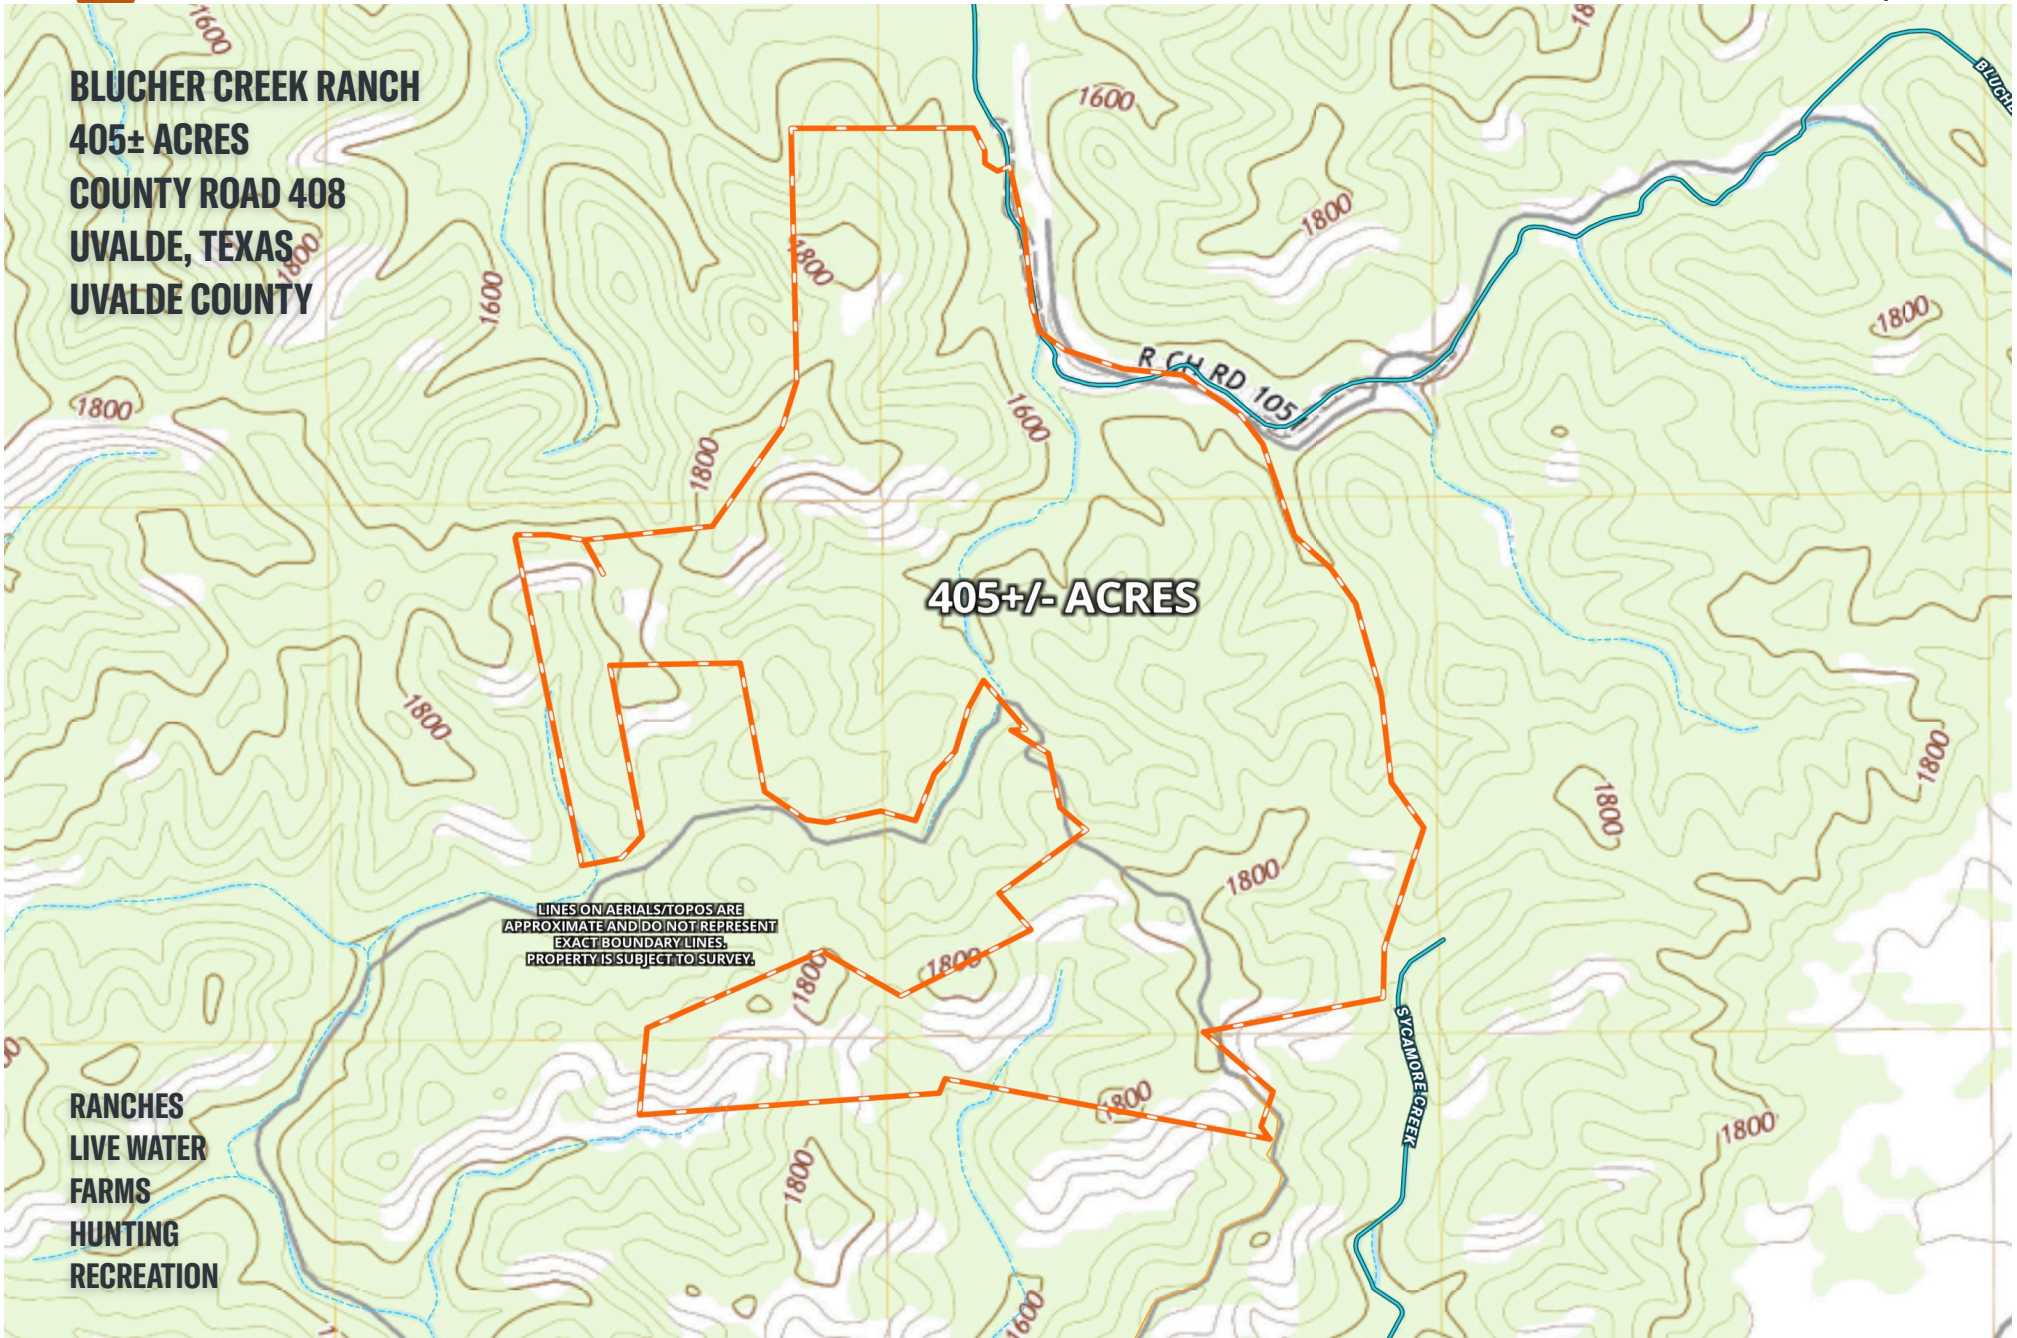 BLUCHER CREEK RANCH
405± ACRES
COUNTY ROAD 408
UVALDE, TEXAS
UVALDE COUNTY
1600
1600
1800
1800
1600
1800
1800
BLUCHE
1800
R CH RD 105
1600
1800
1800
405+/- ACRES
1800
1800
1800
1800
LINES ON AERIALS/TOPOS ARE
APPROXIMATE AND DO NOT REPRESENT
EXACT BOUNDARY LINES.
PROPERTY IS SUBJECT TO SURVEY.
1800
1800
SYCAMORE CREEK
1800
1800
1800
1600
RANCHES
LIVE WATER
FARMS
HUNTING
RECREATION